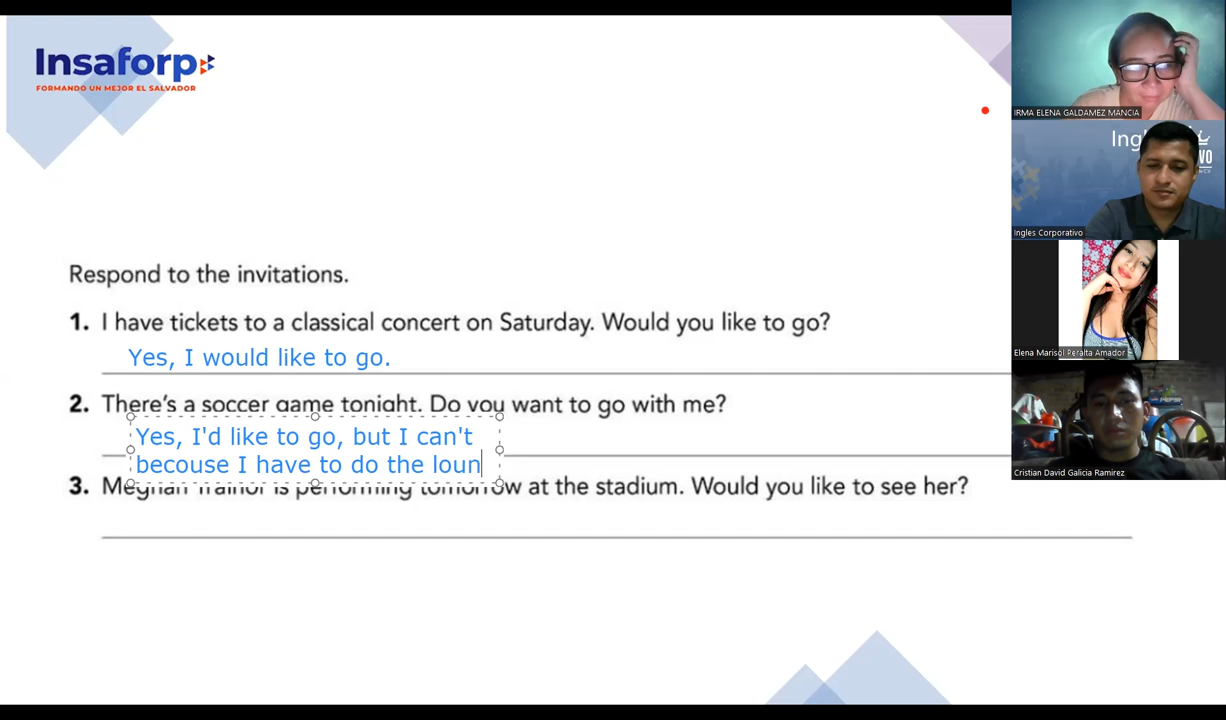 Insaforp
FORMANDO UN MEJOR EL SALVADOR
Respond to the invitations.
1. I have tickets to a classical concert on Saturday. Would you like to go?
Yes, I would like to go.
2. There's a soccer game tonight. Do you want to go with me?
Yes, I'd like to go, but I can't
becouse I have to do the loun
3. Meghan Trainor is performing tomorrow at the stadium. Would you like to see her?
IRMA ELENA GALDAMEZ MANCIA
Ingles Corporativo
Elena Marisol Peralta Amador
Cristian David Galicia Ramirez